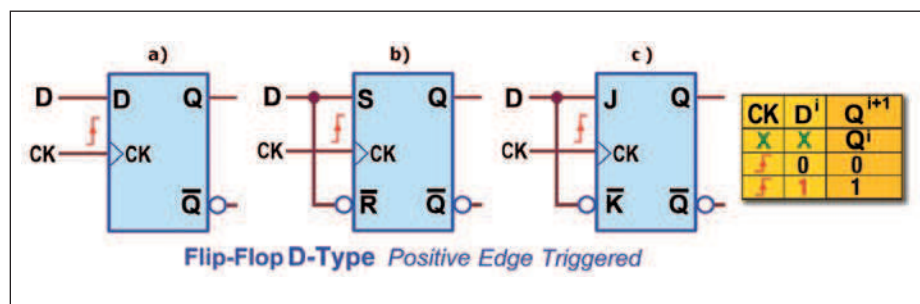 a) b) c)
D D Q D S Q D J Q CK Dⁱ Qⁱ⁺¹
CK CK CK CK CK CK X X Qⁱ
0 0
Q̅ R̅ Q̅ K̅ Q̅ 1 1
Flip-Flop D-Type Positive Edge Triggered